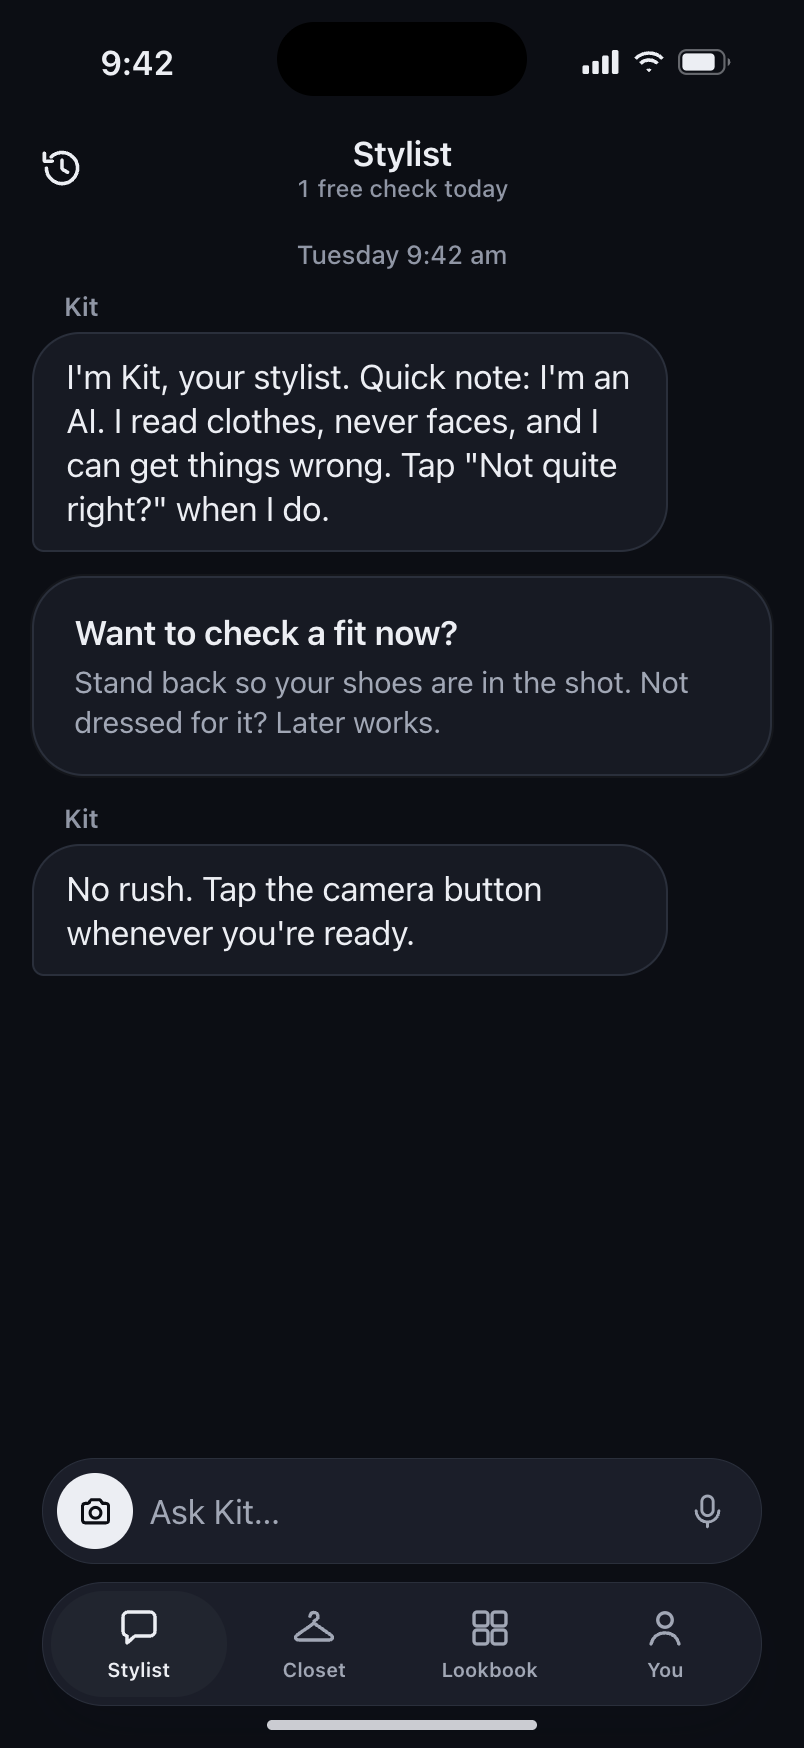 9:42
Stylist
1 free check today
Tuesday 9:42 am
Kit
I'm Kit, your stylist. Quick note: I'm an
AI. I read clothes, never faces, and I
can get things wrong. Tap "Not quite
right?" when I do.
Want to check a fit now?
Stand back so your shoes are in the shot. Not
dressed for it? Later works.
Kit
No rush. Tap the camera button
whenever you're ready.
Ask Kit...
Stylist
Closet
Lookbook
You